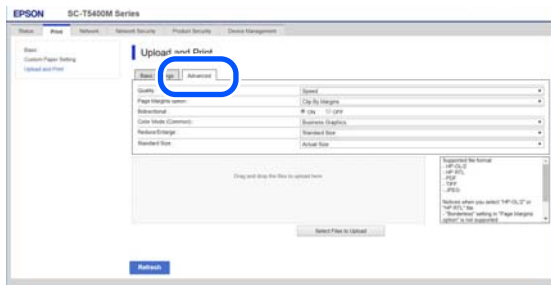 EPSON SC-T5400M Series
Status Print Network Network Security Product Security Device Management
Basic
Custom Paper Setting
Upload and Print
Upload and Print
Basic Advanced
Quality : Speed
Page Margins option : Clip By Margins
Bidirectional : ON OFF
Color Mode (Common) : Business Graphics
Reduce/Enlarge : Standard Size
Standard Size : Actual Size
Drag and drop the files to upload here
Supported file format
- HP-GL/2
- HP RTL
- PDF
- TIFF
- JPEG
Notices when you select "HP-GL/2" or
"HP RTL" file
- "Borderless" setting in "Page Margins
option" is not supported
Select Files to Upload
Refresh